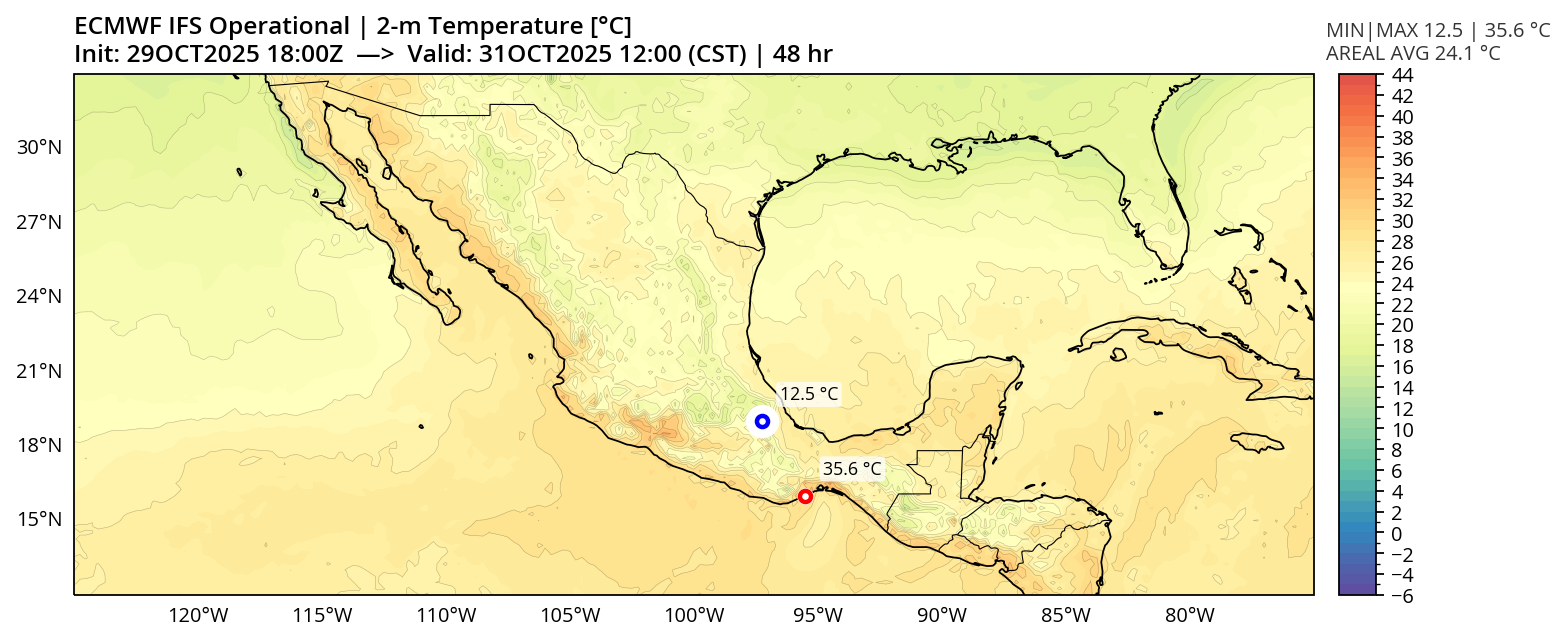 ECMWF IFS Operational | 2-m Temperature [°C]
Init: 29OCT2025 18:00Z —> Valid: 31OCT2025 12:00 (CST) | 48 hr
MIN|MAX 12.5 | 35.6 °C
AREAL AVG 24.1 °C
30°N
27°N
24°N
21°N
18°N
15°N
12.5 °C
35.6 °C
120°W
115°W
110°W
105°W
100°W
95°W
90°W
85°W
80°W
44
42
40
38
36
34
32
30
28
26
24
22
20
18
16
14
12
10
8
6
4
2
0
−2
−4
−6